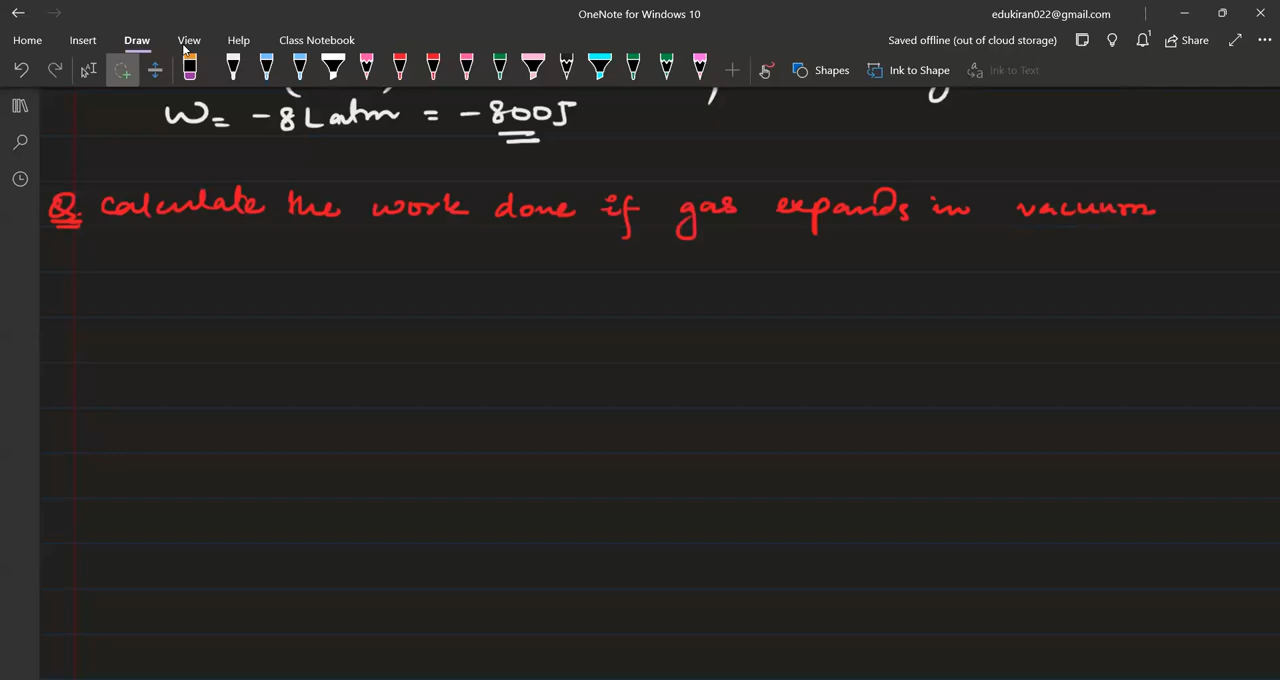 OneNote for Windows 10
edukiran022@gmail.com
Home Insert Draw View Help Class Notebook
Saved offline (out of cloud storage)
1
Share
Shapes
Ink to Shape
Ink to Text
W= -8 L atm = -800J
Q. calculate the work done if gas expands in vacuum